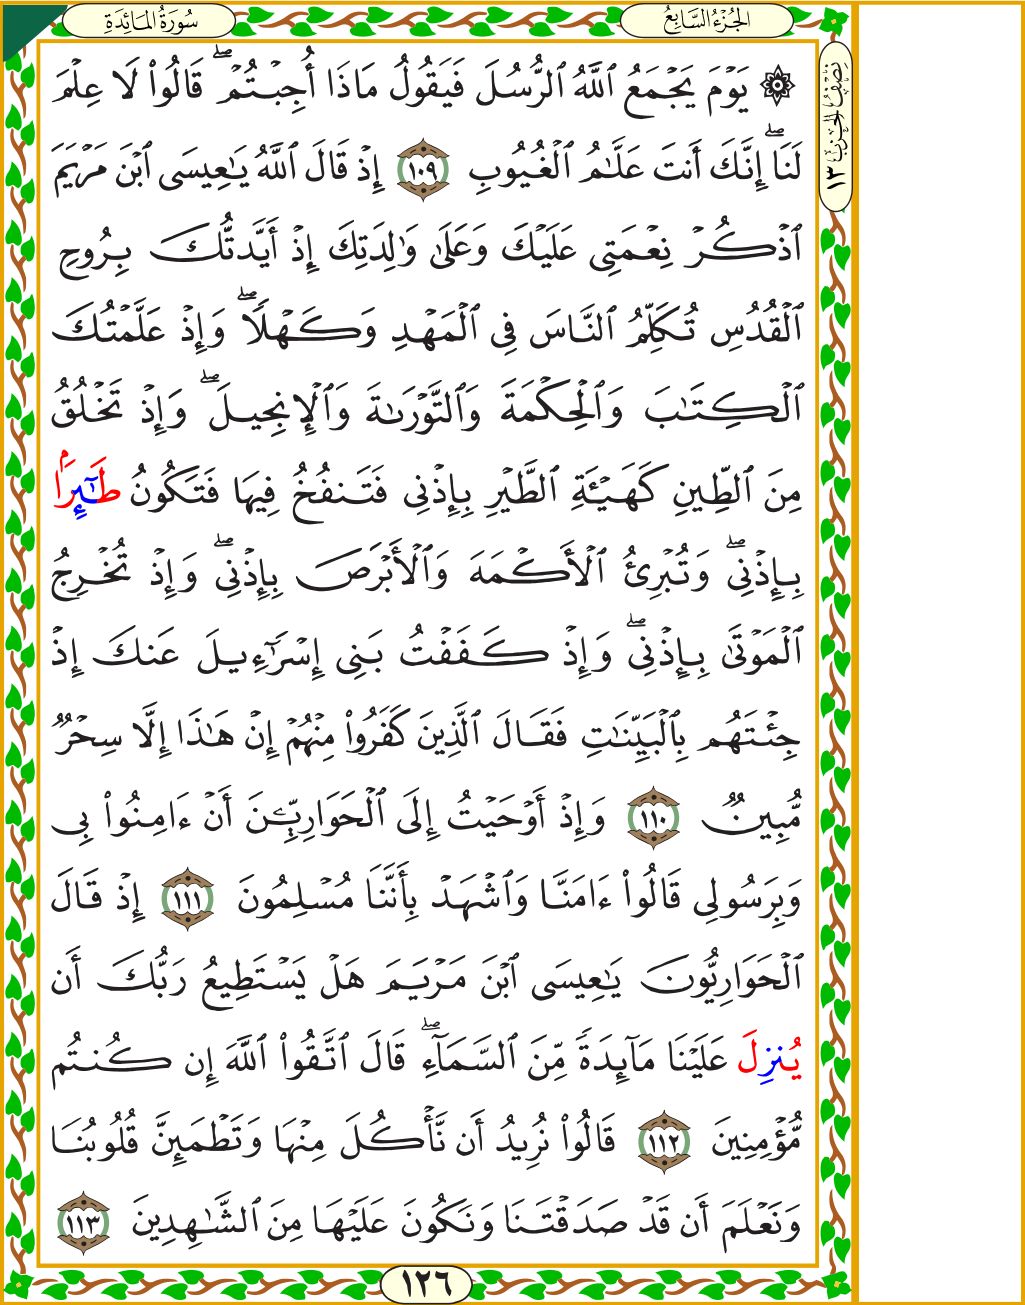 الجُزْءُ السَّابِعُ
سُورَةُ المَائِدَةِ
نِصْفُ الْحِزْبِ ١٣
۞ يَوْمَ يَجْمَعُ ٱللَّهُ ٱلرُّسُلَ فَيَقُولُ مَاذَا أُجِبْتُمْ ۖ قَالُوا۟ لَا عِلْمَ
لَنَا ۖ إِنَّكَ أَنتَ عَلَّـٰمُ ٱلْغُيُوبِ ١٠٩ إِذْ قَالَ ٱللَّهُ يَـٰعِيسَى ٱبْنَ مَرْيَمَ
ٱذْكُرْ نِعْمَتِى عَلَيْكَ وَعَلَىٰ وَٰلِدَتِكَ إِذْ أَيَّدتُّكَ بِرُوحِ
ٱلْقُدُسِ تُكَلِّمُ ٱلنَّاسَ فِى ٱلْمَهْدِ وَكَهْلًا ۖ وَإِذْ عَلَّمْتُكَ
ٱلْكِتَـٰبَ وَٱلْحِكْمَةَ وَٱلتَّوْرَىٰةَ وَٱلْإِنجِيلَ ۖ وَإِذْ تَخْلُقُ
مِنَ ٱلطِّينِ كَهَيْـَٔةِ ٱلطَّيْرِ بِإِذْنِى فَتَنفُخُ فِيهَا فَتَكُونُ طَـٰٓئِرًۢا
بِإِذْنِى ۖ وَتُبْرِئُ ٱلْأَكْمَهَ وَٱلْأَبْرَصَ بِإِذْنِى ۖ وَإِذْ تُخْرِجُ
ٱلْمَوْتَىٰ بِإِذْنِى ۖ وَإِذْ كَفَفْتُ بَنِى إِسْرَٰٓءِيلَ عَنكَ إِذْ
جِئْتَهُم بِٱلْبَيِّنَـٰتِ فَقَالَ ٱلَّذِينَ كَفَرُوا۟ مِنْهُمْ إِنْ هَـٰذَا إِلَّا سِحْرٌ
مُّبِينٌ ١١٠ وَإِذْ أَوْحَيْتُ إِلَى ٱلْحَوَارِيِّـۧنَ أَنْ ءَامِنُوا۟ بِى
وَبِرَسُولِى قَالُوا۟ ءَامَنَّا وَٱشْهَدْ بِأَنَّنَا مُسْلِمُونَ ١١١ إِذْ قَالَ
ٱلْحَوَارِيُّونَ يَـٰعِيسَى ٱبْنَ مَرْيَمَ هَلْ يَسْتَطِيعُ رَبُّكَ أَن
يُنزِلَ عَلَيْنَا مَآئِدَةً مِّنَ ٱلسَّمَآءِ ۖ قَالَ ٱتَّقُوا۟ ٱللَّهَ إِن كُنتُم
مُّؤْمِنِينَ ١١٢ قَالُوا۟ نُرِيدُ أَن نَّأْكُلَ مِنْهَا وَتَطْمَئِنَّ قُلُوبُنَا
وَنَعْلَمَ أَن قَدْ صَدَقْتَنَا وَنَكُونَ عَلَيْهَا مِنَ ٱلشَّـٰهِدِينَ ١١٣
١٢٦